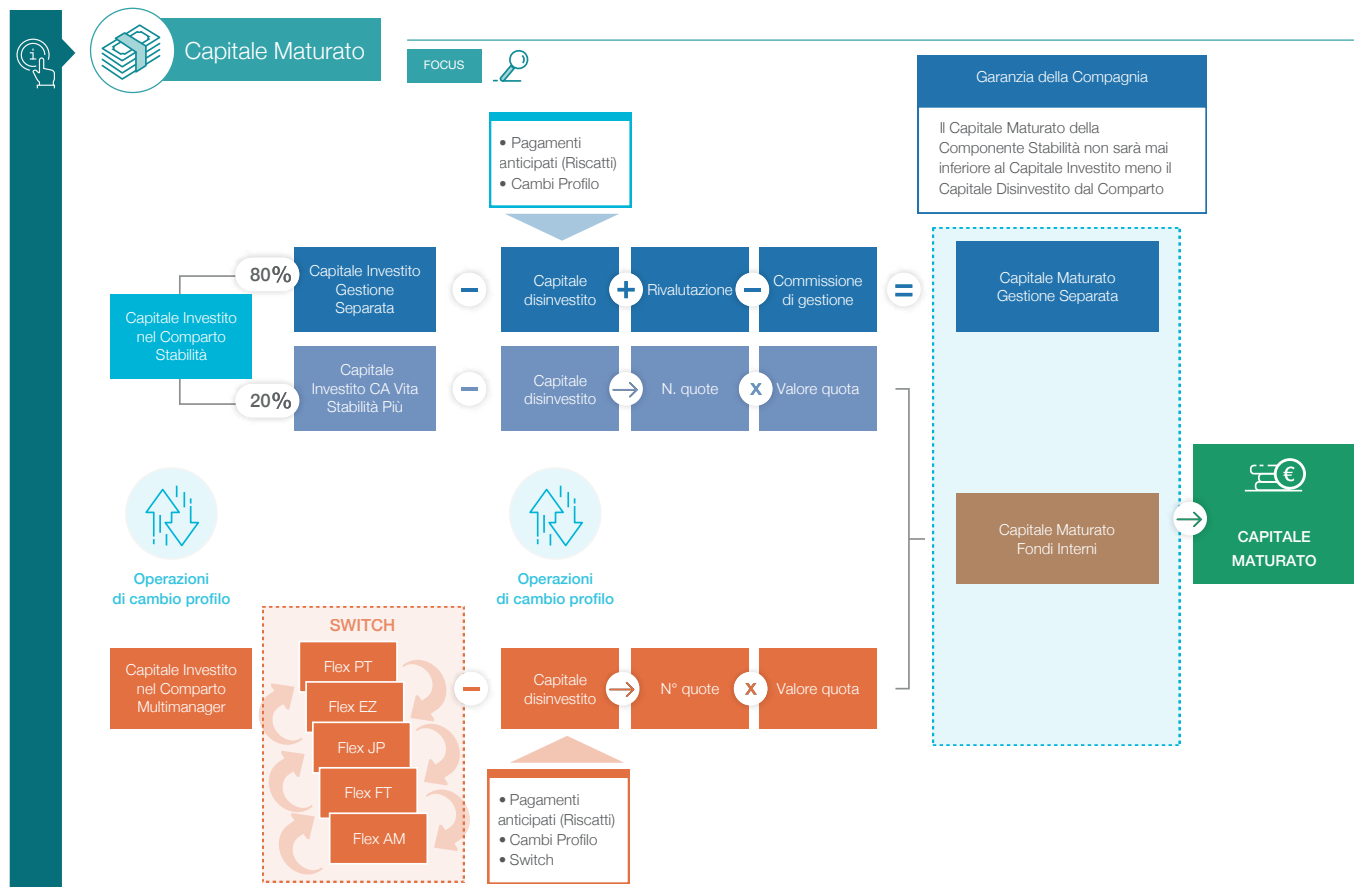 i
Capitale Maturato
FOCUS
Garanzia della Compagnia
Il Capitale Maturato della
Componente Stabilità non sarà mai
inferiore al Capitale Investito meno il
Capitale Disinvestito dal Comparto
• Pagamenti
anticipati (Riscatti)
• Cambi Profilo
Capitale Investito
nel Comparto
Stabilità
80%
Capitale Investito
Gestione
Separata
−
Capitale
disinvestito
+
Rivalutazione
−
Commissione
di gestione
=
Capitale Maturato
Gestione Separata
20%
Capitale
Investito CA Vita
Stabilità Più
−
Capitale
disinvestito
→
N. quote
x
Valore quota
Operazioni
di cambio profilo
Operazioni
di cambio profilo
Capitale Maturato
Fondi Interni
→
€
CAPITALE
MATURATO
Capitale Investito
nel Comparto
Multimanager
SWITCH
Flex PT
Flex EZ
Flex JP
Flex FT
Flex AM
−
Capitale
disinvestito
→
N° quote
x
Valore quota
• Pagamenti
anticipati (Riscatti)
• Cambi Profilo
• Switch